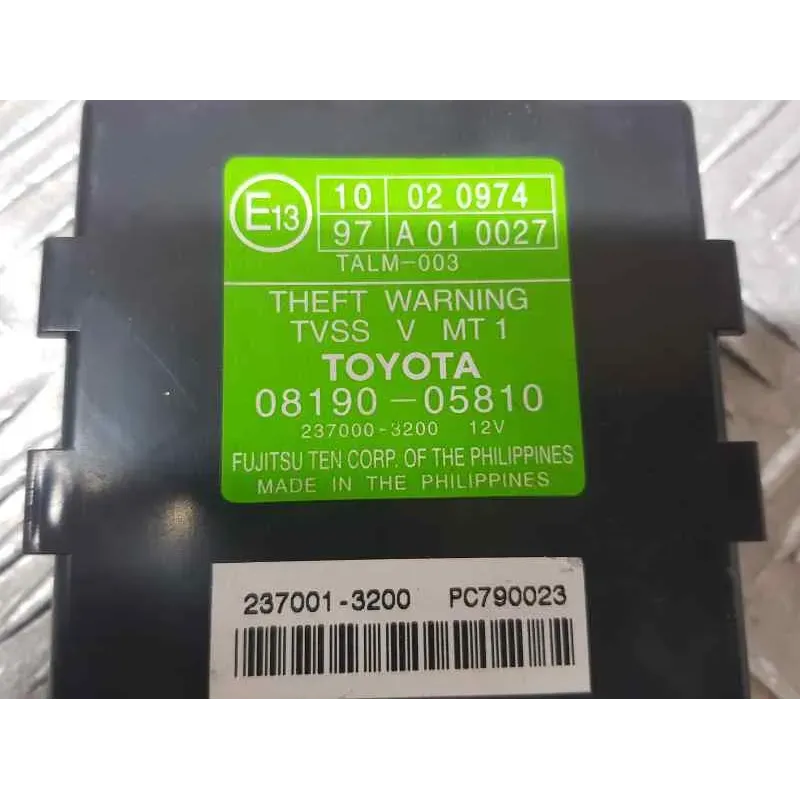 E13
10 02 0974
97 A 01 0027
TALM-003
THEFT WARNING
TVSS V MT1
TOYOTA
08190-05810
237000-3200 12V
FUJITSU TEN CORP. OF THE PHILIPPINES
MADE IN THE PHILIPPINES
237001-3200 PC790023